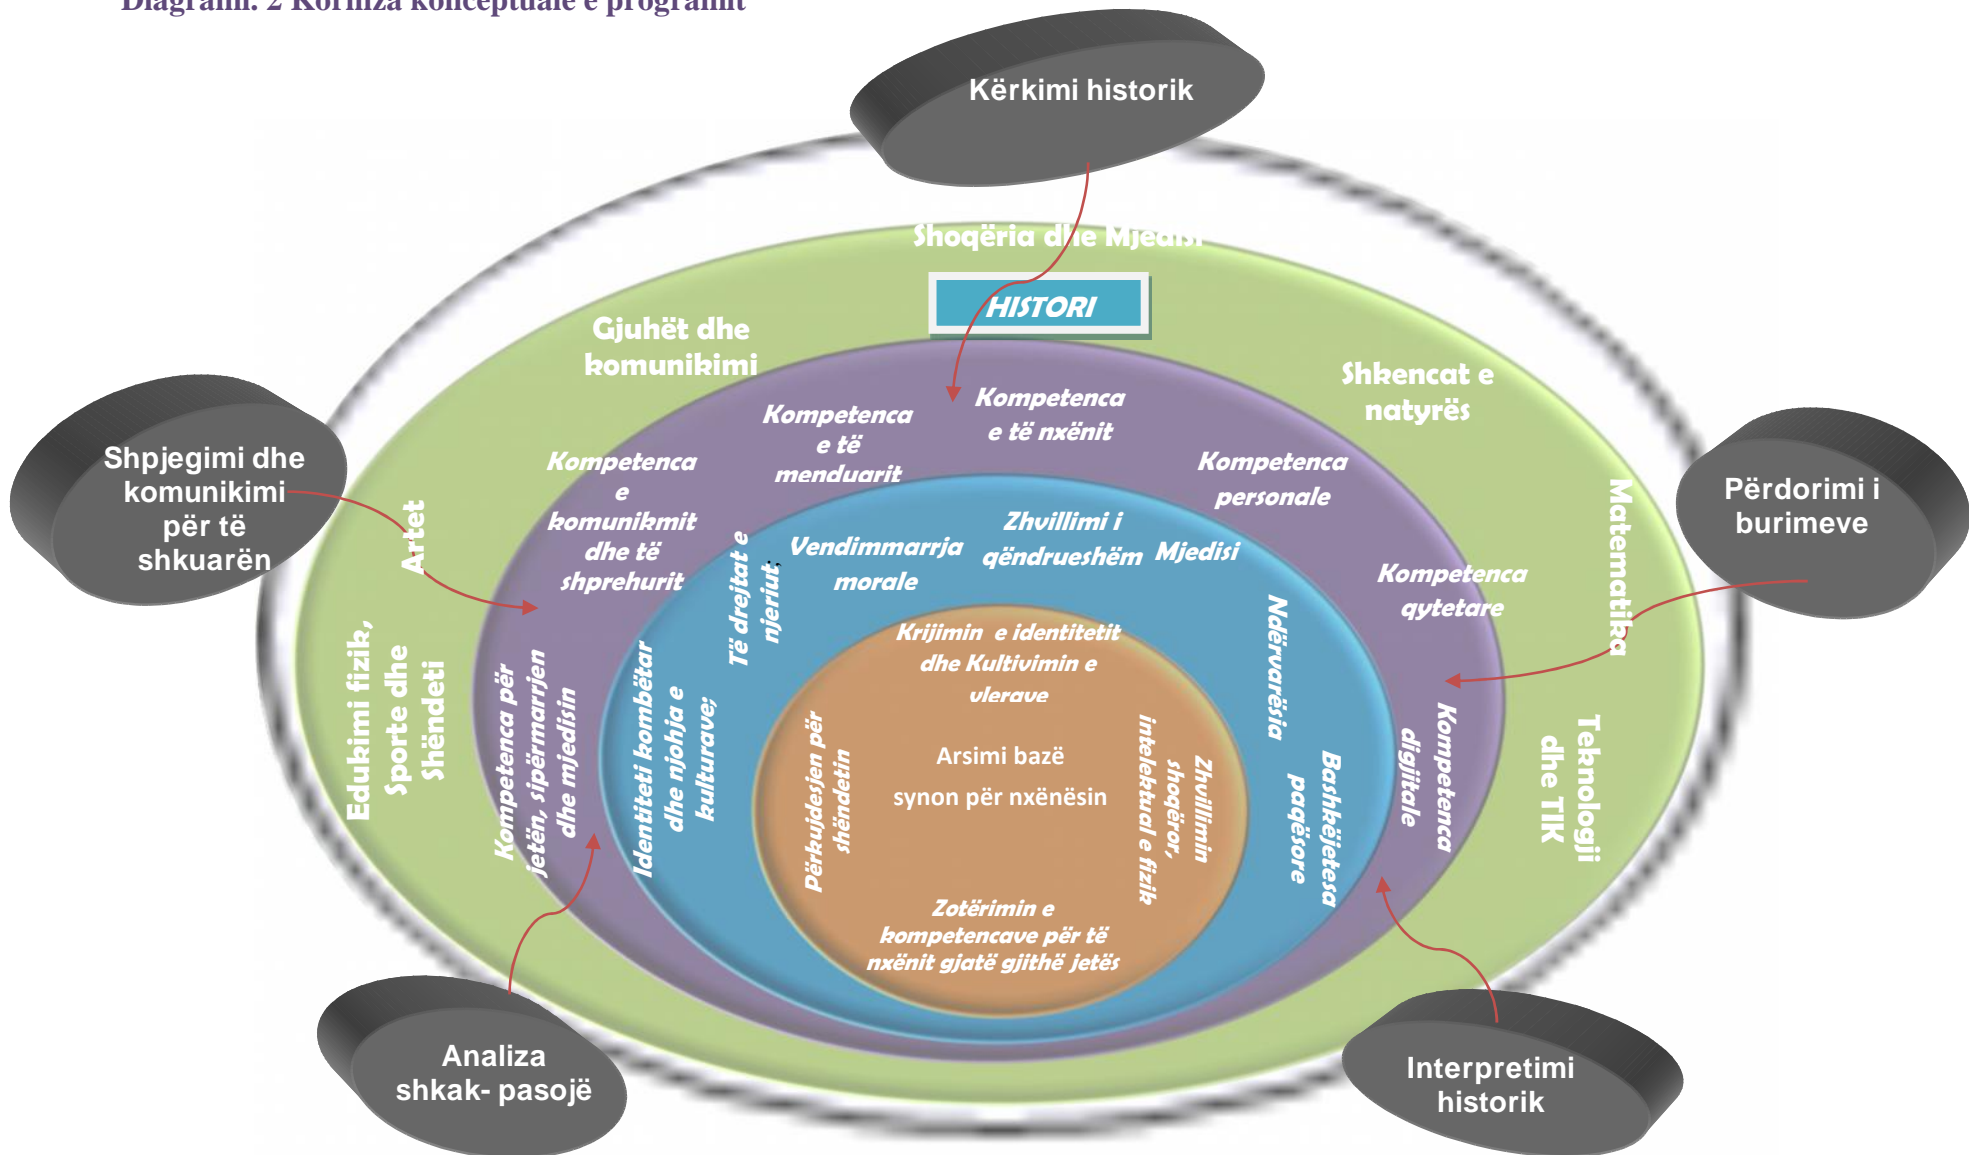 Diagrami. 2 Korniza konceptuale e programit
Kërkimi historik
Shoqëria dhe Mjedisi
HISTORI
Gjuhët dhe
komunikimi
Shkencat e
natyrës
Kompetenca
e të nxënit
Kompetenca
e të
menduarit
Kompetenca
e
komunikmit
dhe të
shprehurit
Kompetenca
personale
Shpjegimi dhe
komunikimi
për të
shkuarën
Përdorimi i
burimeve
Artet
Matematika
Zhvillimi i
qëndrueshëm
Mjedisi
Vendimmarrja
morale
Të drejtat e
njeriut;
Kompetenca
qytetare
Ndërvarësia
Krijimin e identitetit
dhe Kultivimin e
vlerave
Edukimi fizik,
Sporte dhe
Shëndeti
Kompetenca për
jetën, sipërmarrjen
dhe mjedisin
Identiteti kombëtar
dhe njohja e
kulturave;
Përkujdesjen për
shëndetin
Arsimi bazë
synon për nxënësin
Zhvillimin
shoqëror,
intelektual e fizik
Bashkëjetesa
paqësore
Kompetenca
digjitale
Teknologji
dhe TIK
Zotërimin e
kompetencave për të
nxënit gjatë gjithë jetës
Analiza
shkak- pasojë
Interpretimi
historik